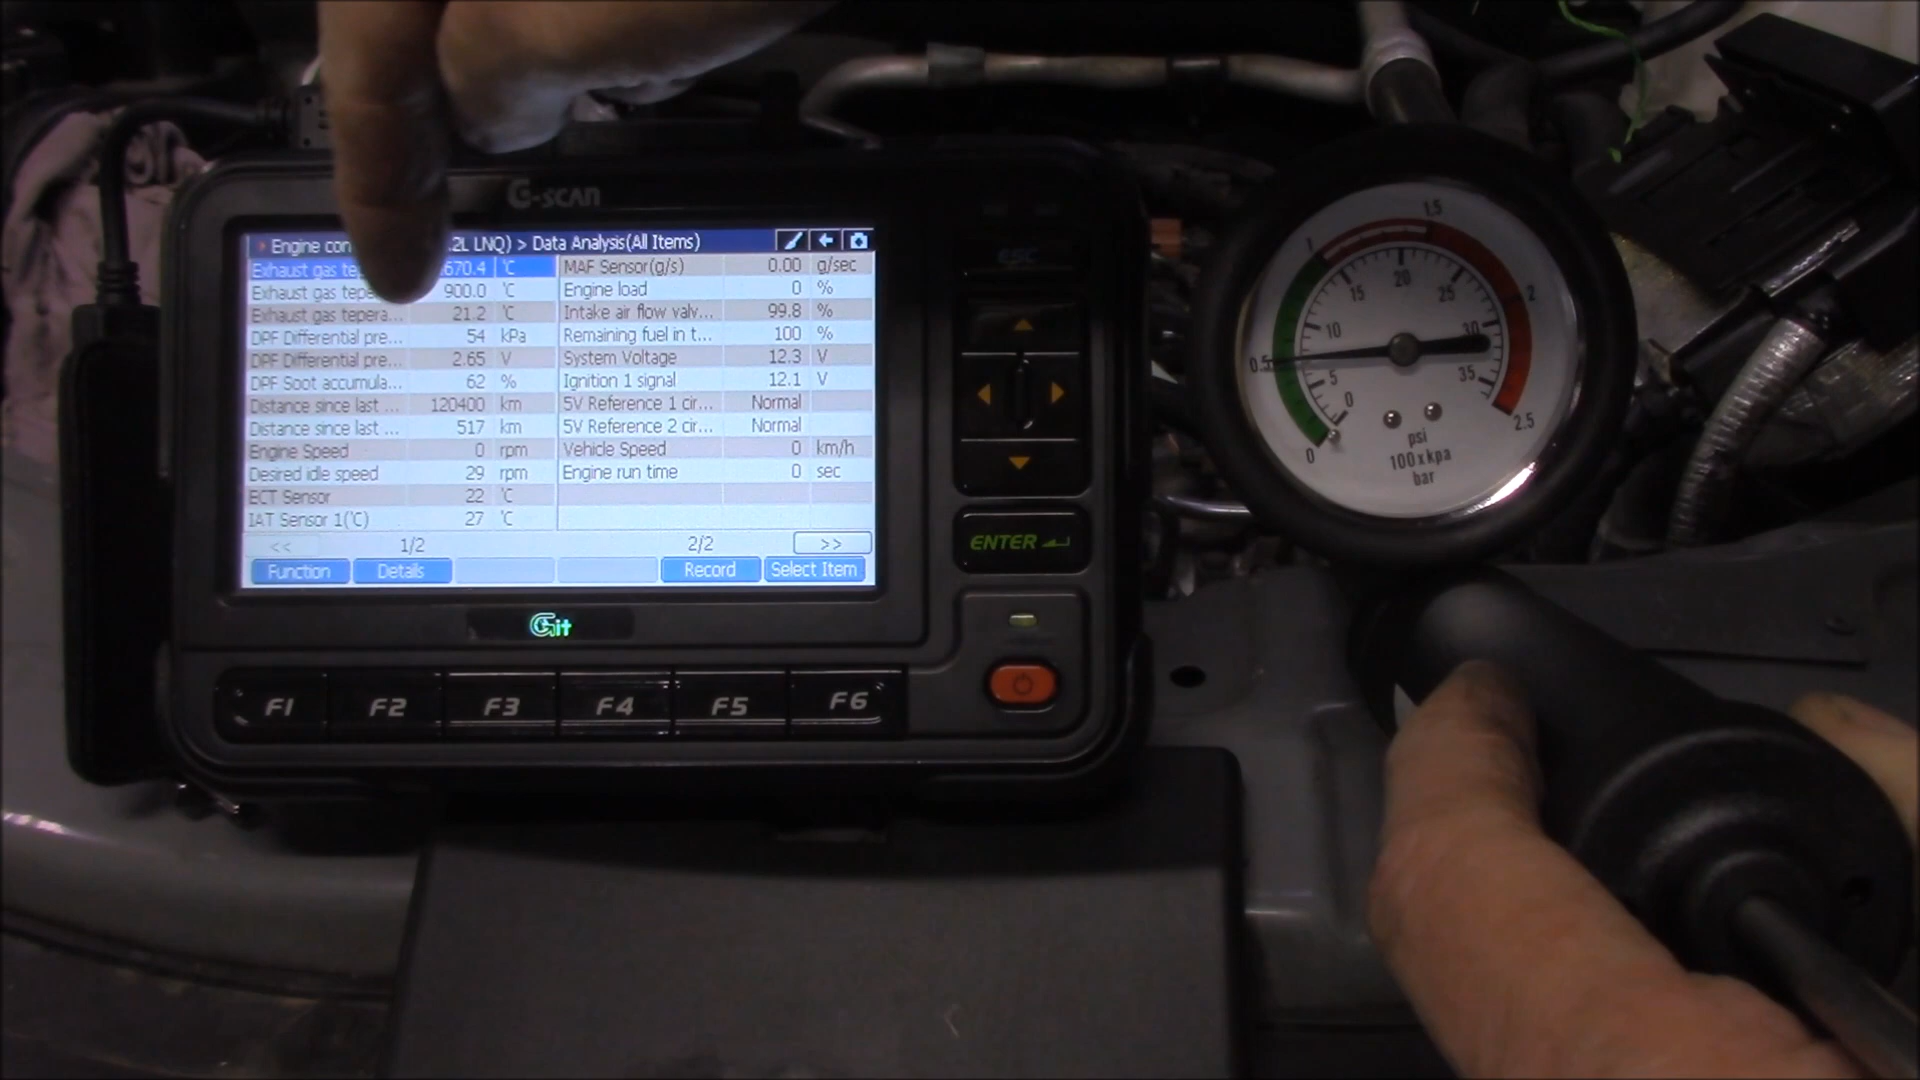 G-SCAN
Engine con .2L LNQ) > Data Analysis(All Items)
Exhaust gas tep 670.4 °C MAF Sensor(g/s) 0.00 g/sec
Exhaust gas tepe 900.0 °C Engine load 0 %
Exhaust gas tepera... 21.2 °C Intake air flow valv... 99.8 %
DPF Differential pre... 54 kPa Remaining fuel in t... 100 %
DPF Differential pre... 2.65 V System Voltage 12.3 V
DPF Soot accumula... 62 % Ignition 1 signal 12.1 V
Distance since last ... 120400 km 5V Reference 1 cir... Normal
Distance since last ... 517 km 5V Reference 2 cir... Normal
Engine Speed 0 rpm Vehicle Speed 0 km/h
Desired idle speed 29 rpm Engine run time 0 sec
ECT Sensor 22 °C
IAT Sensor 1(°C) 27 °C
<< 1/2 2/2 >>
Function Details Record Select Item
Git
F1 F2 F3 F4 F5 F6
ESC
ENTER
0 0.5 1 1.5 2 2.5
0 5 10 15 20 25 30 35
psi
100xkpa
bar